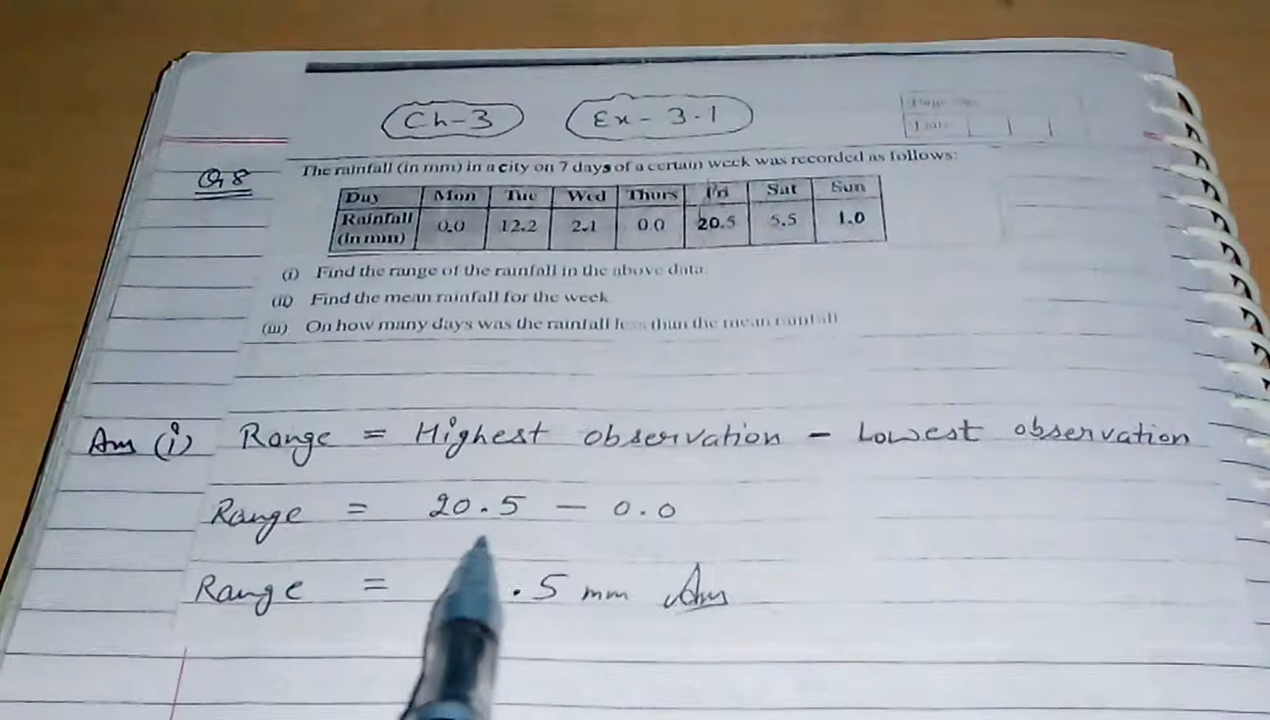 Ch-3 Ex-3.1
Q.8 The rainfall (in mm) in a city on 7 days of a certain week was recorded as follows:
Day Mon Tue Wed Thurs Fri Sat Sun
Rainfall (in mm) 0.0 12.2 2.1 0.0 20.5 5.5 1.0
(i) Find the range of the rainfall in the above data.
(ii) Find the mean rainfall for the week
(iii) On how many days was the rainfall less than the mean rainfall
Ans (i) Range = Highest observation - Lowest observation
Range = 20.5 - 0.0
Range = .5 mm Ans